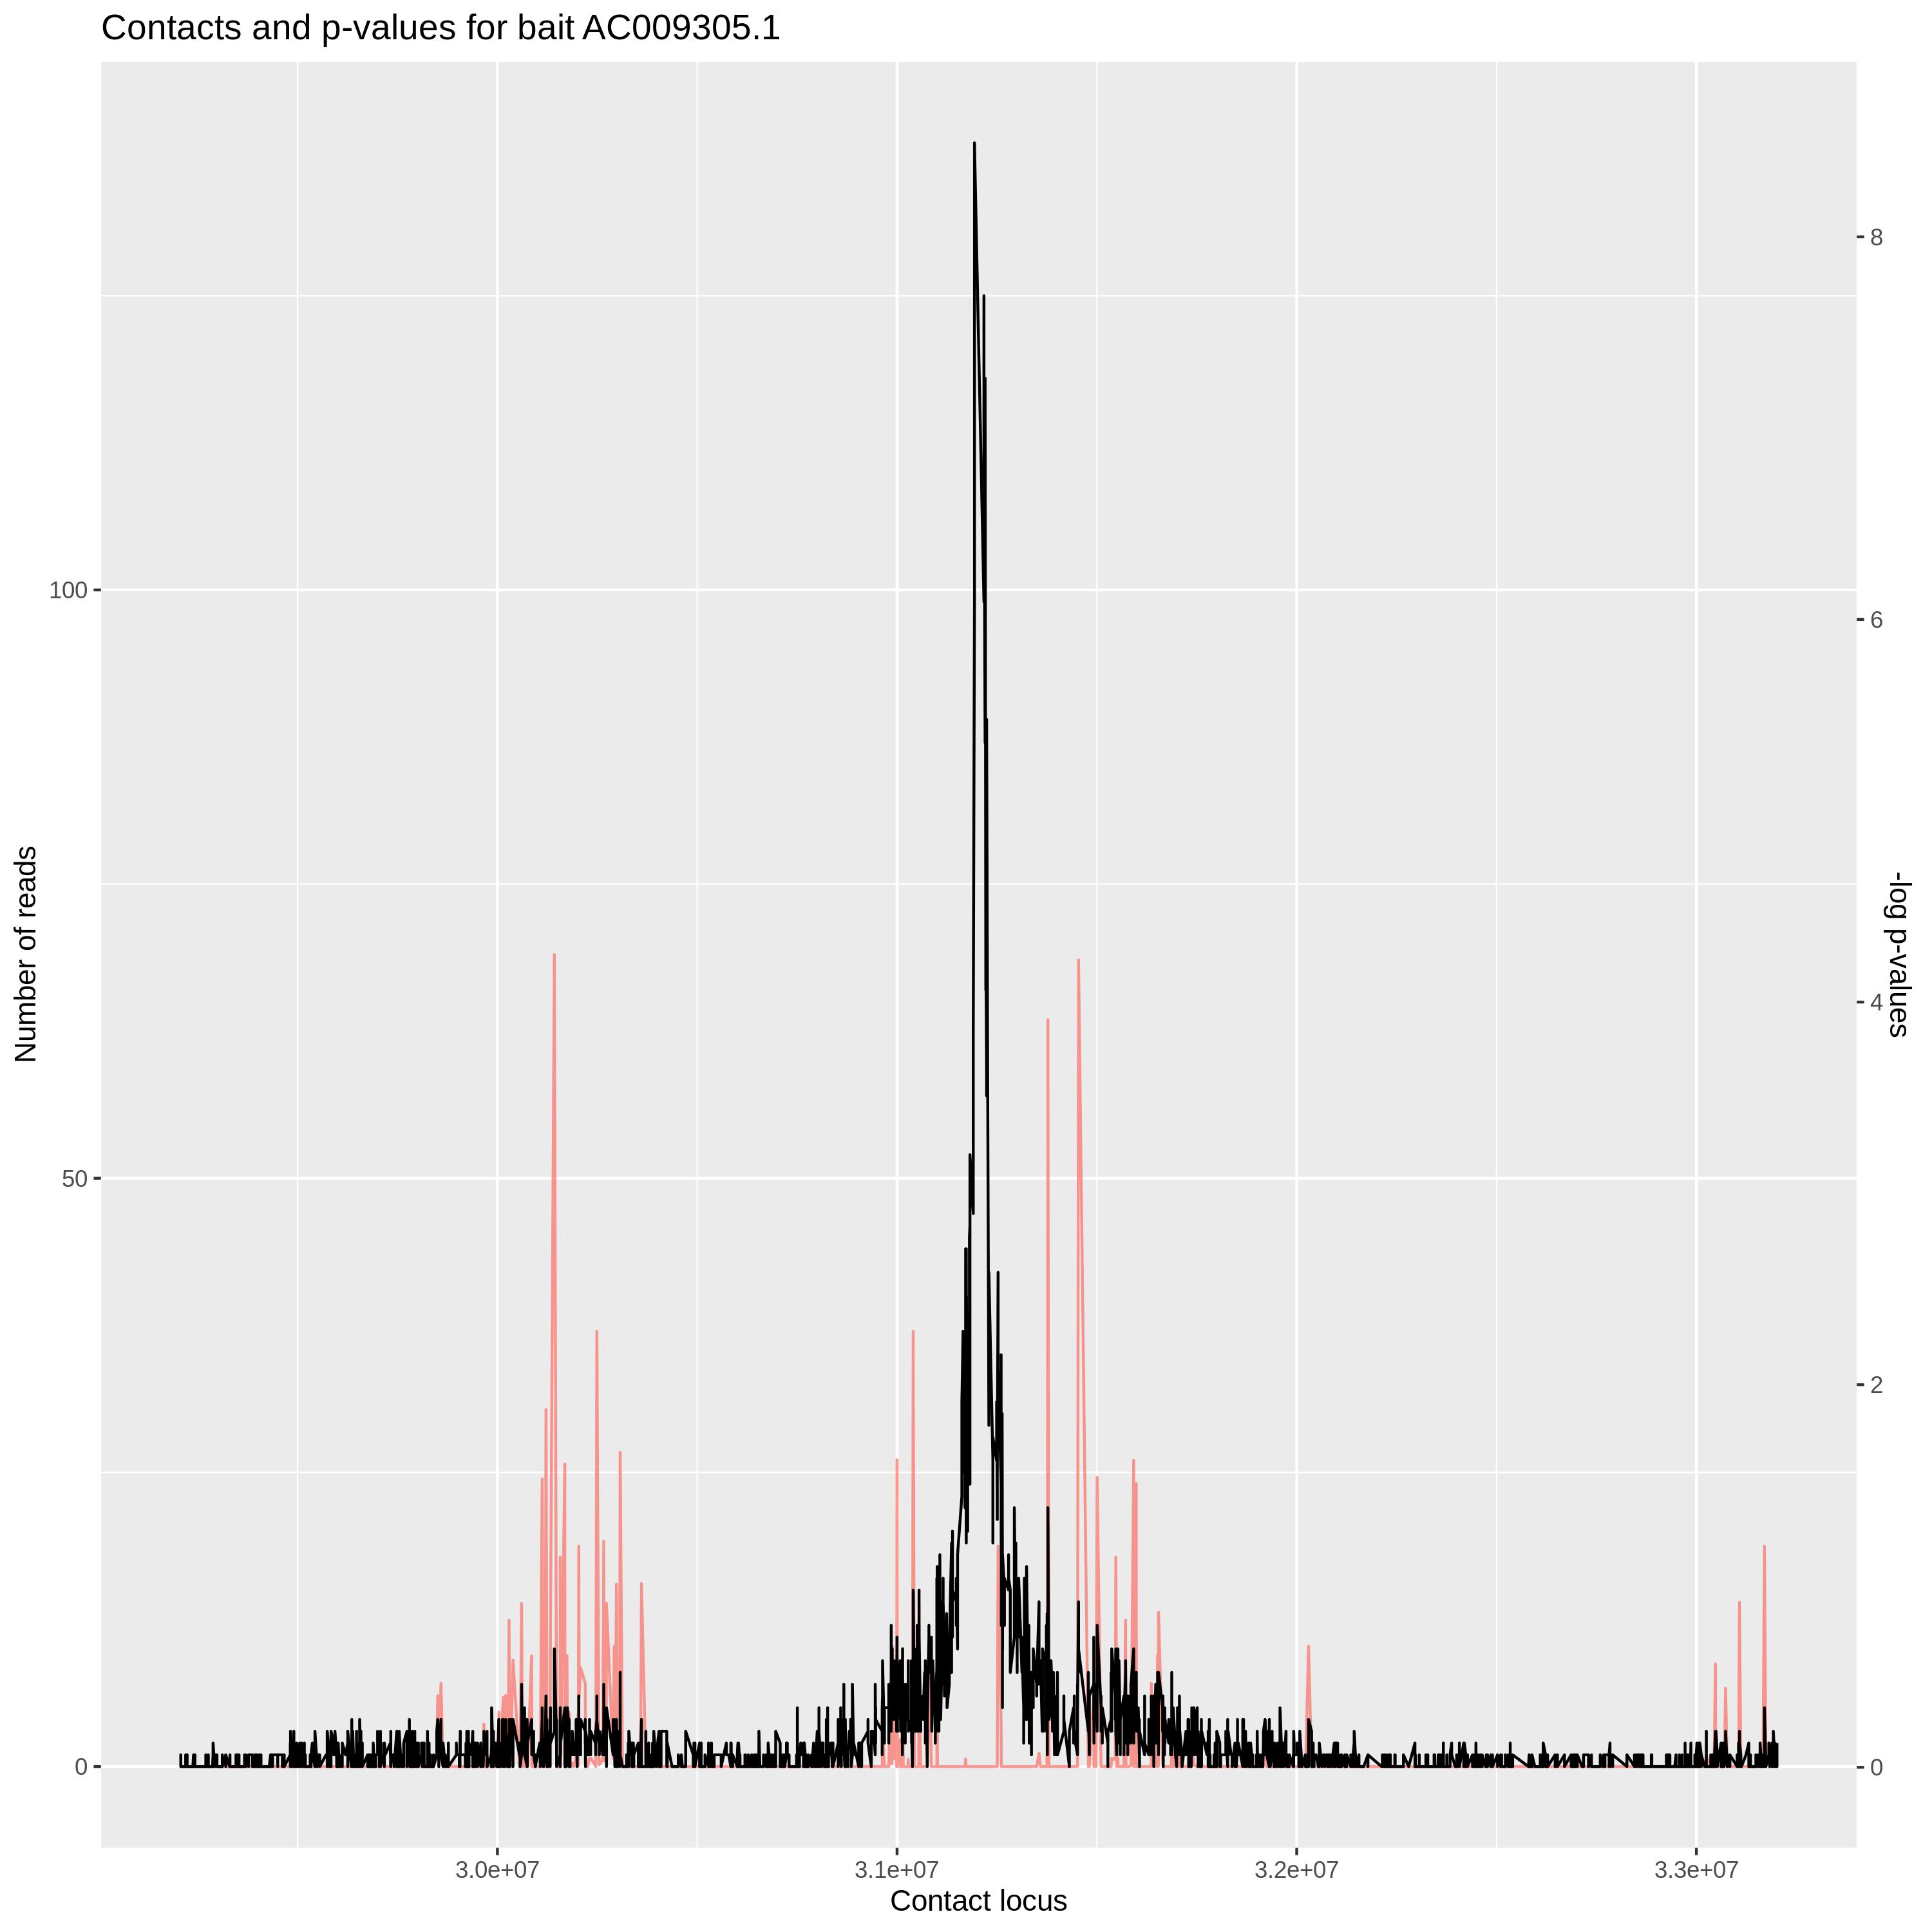 Contacts and p-values for bait AC009305.1
Number of reads
100
50
0
8
6
4
2
0
-log p-values
3.0e+07
3.1e+07
3.2e+07
3.3e+07
Contact locus